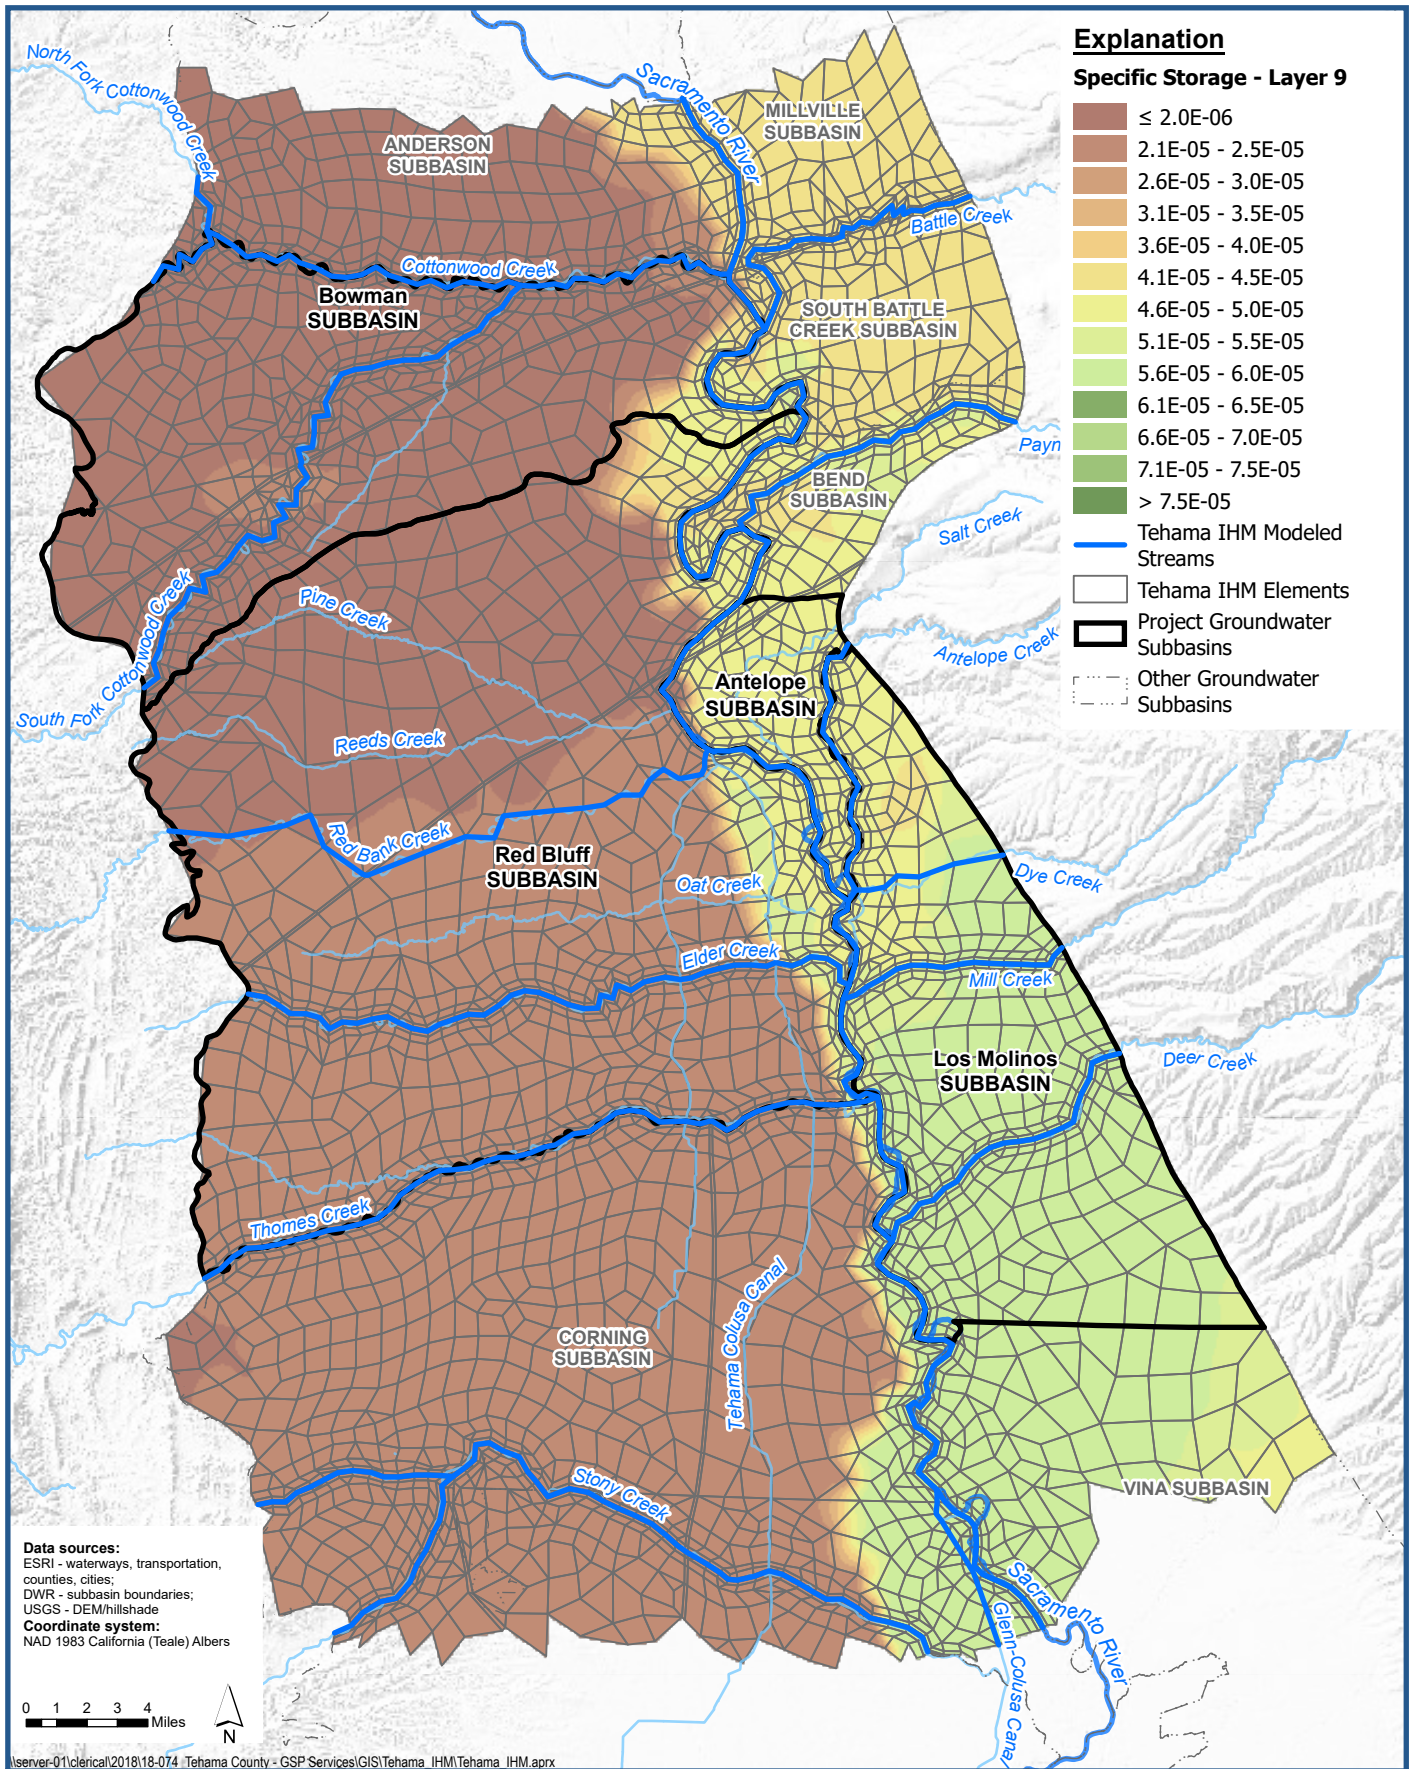 Explanation
Specific Storage - Layer 9
≤ 2.0E-06
2.1E-05 - 2.5E-05
2.6E-05 - 3.0E-05
3.1E-05 - 3.5E-05
3.6E-05 - 4.0E-05
4.1E-05 - 4.5E-05
4.6E-05 - 5.0E-05
5.1E-05 - 5.5E-05
5.6E-05 - 6.0E-05
6.1E-05 - 6.5E-05
6.6E-05 - 7.0E-05
7.1E-05 - 7.5E-05
> 7.5E-05
Tehama IHM Modeled
Streams
Tehama IHM Elements
Project Groundwater
Subbasins
Other Groundwater
Subbasins
North Fork Cottonwood Creek
Sacramento River
MILLVILLE
SUBBASIN
ANDERSON
SUBBASIN
Battle Creek
Cottonwood Creek
Bowman
SUBBASIN
SOUTH BATTLE
CREEK SUBBASIN
Payn
BEND
SUBBASIN
Salt Creek
South Fork Cottonwood Creek
Pine Creek
Antelope Creek
Antelope
SUBBASIN
Reeds Creek
Red Bank Creek
Red Bluff
SUBBASIN
Oat Creek
Dye Creek
Elder Creek
Mill Creek
Los Molinos
SUBBASIN
Deer Creek
Thomes Creek
Tehama Colusa Canal
CORNING
SUBBASIN
Stony Creek
VINA SUBBASIN
Sacramento River
Glenn-Colusa Canal
Data sources:
ESRI - waterways, transportation,
counties, cities;
DWR - subbasin boundaries;
USGS - DEM/hillshade
Coordinate system:
NAD 1983 California (Teale) Albers
0 1 2 3 4
Miles
N
\\server-01\clerical\2018\18-074_Tehama County - GSP Services\GIS\Tehama_IHM\Tehama_IHM.aprx